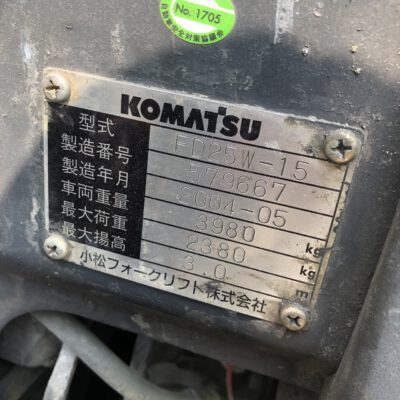 No. 1705
KOMATSU
型式 FD25W-15
製造番号 579667
製造年月 2004-05
車両重量 3980 kg
最大荷重 2380 kg
最大揚高 3.0 m
小松フォークリフト株式会社